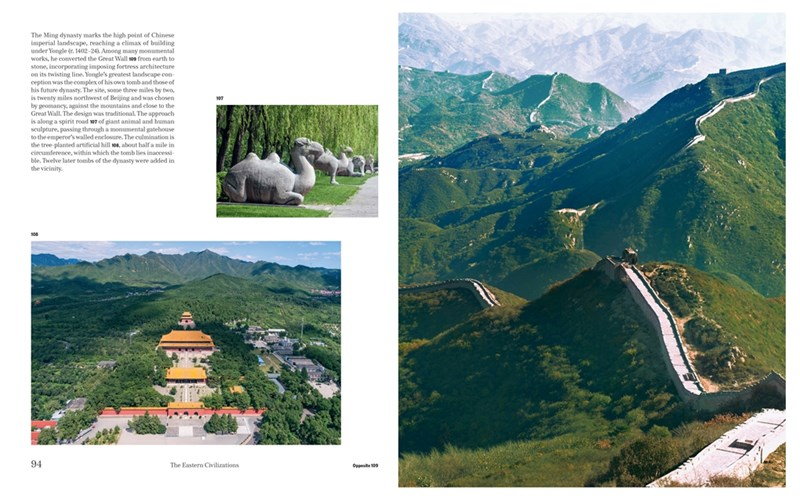 The Ming dynasty marks the high point of Chinese
imperial landscape, reaching a climax of building
under Yongle (r. 1402–24). Among many monumental
works, he converted the Great Wall 109 from earth to
stone, incorporating imposing fortress architecture
on its twisting line. Yongle's greatest landscape con-
ception was the complex of his own tomb and those of
his future dynasty. The site, some three miles by two,
is twenty miles northwest of Beijing and was chosen
by geomancy, against the mountains and close to the
Great Wall. The design was traditional. The approach
is along a spirit road 107 of giant animal and human
sculpture, passing through a monumental gatehouse
to the emperor's walled enclosure. The culmination is
the tree planted artificial hill 108, about half a mile in
circumference, within which the tomb lies inaccessi-
ble. Twelve later tombs of the dynasty were added in
the vicinity.
107
108
94
The Eastern Civilizations
Opposite 109